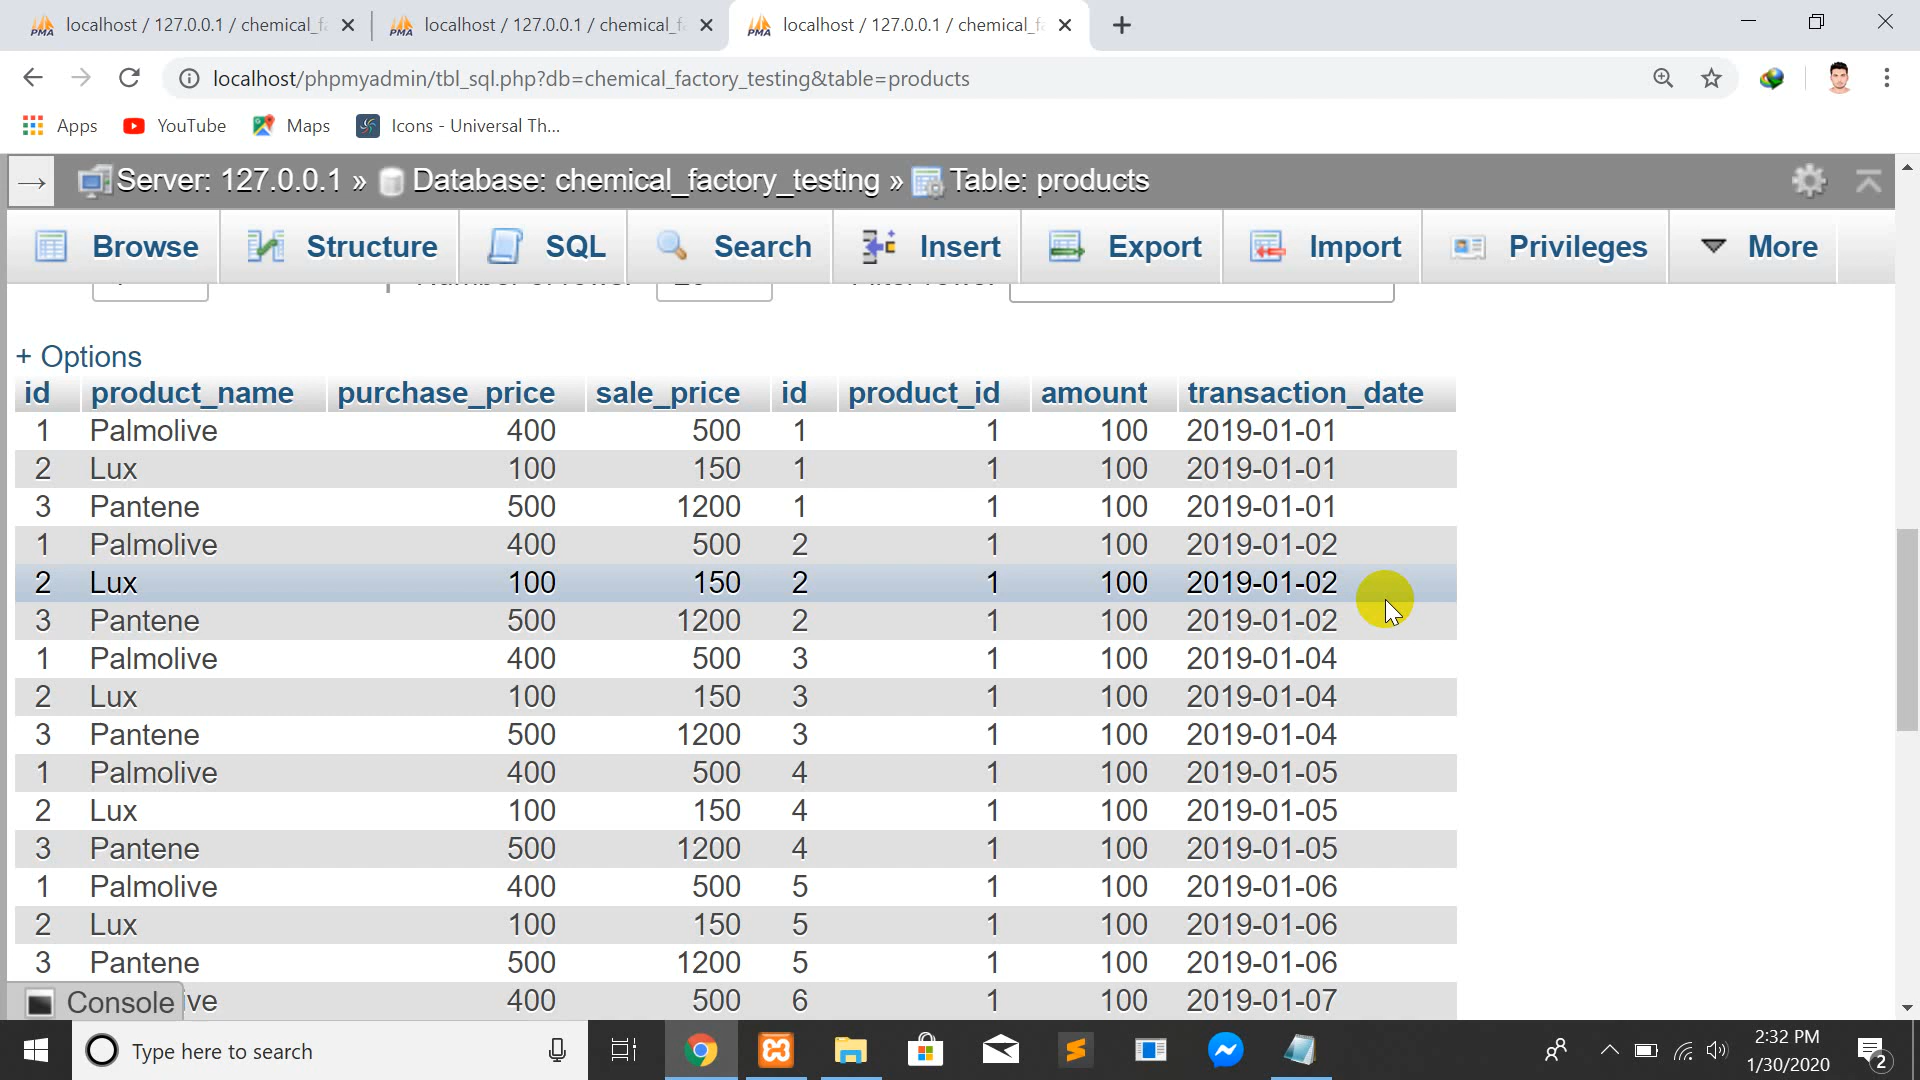 localhost / 127.0.0.1 / chemical_f
localhost / 127.0.0.1 / chemical_f
localhost / 127.0.0.1 / chemical_f
localhost/phpmyadmin/tbl_sql.php?db=chemical_factory_testing&table=products
Apps YouTube Maps Icons - Universal Th...
Server: 127.0.0.1 » Database: chemical_factory_testing » Table: products
Browse Structure SQL Search Insert Export Import Privileges More
+ Options
id product_name purchase_price sale_price id product_id amount transaction_date
1 Palmolive 400 500 1 1 100 2019-01-01
2 Lux 100 150 1 1 100 2019-01-01
3 Pantene 500 1200 1 1 100 2019-01-01
1 Palmolive 400 500 2 1 100 2019-01-02
2 Lux 100 150 2 1 100 2019-01-02
3 Pantene 500 1200 2 1 100 2019-01-02
1 Palmolive 400 500 3 1 100 2019-01-04
2 Lux 100 150 3 1 100 2019-01-04
3 Pantene 500 1200 3 1 100 2019-01-04
1 Palmolive 400 500 4 1 100 2019-01-05
2 Lux 100 150 4 1 100 2019-01-05
3 Pantene 500 1200 4 1 100 2019-01-05
1 Palmolive 400 500 5 1 100 2019-01-06
2 Lux 100 150 5 1 100 2019-01-06
3 Pantene 500 1200 5 1 100 2019-01-06
Console ive 400 500 6 1 100 2019-01-07
Type here to search
2:32 PM
1/30/2020
2